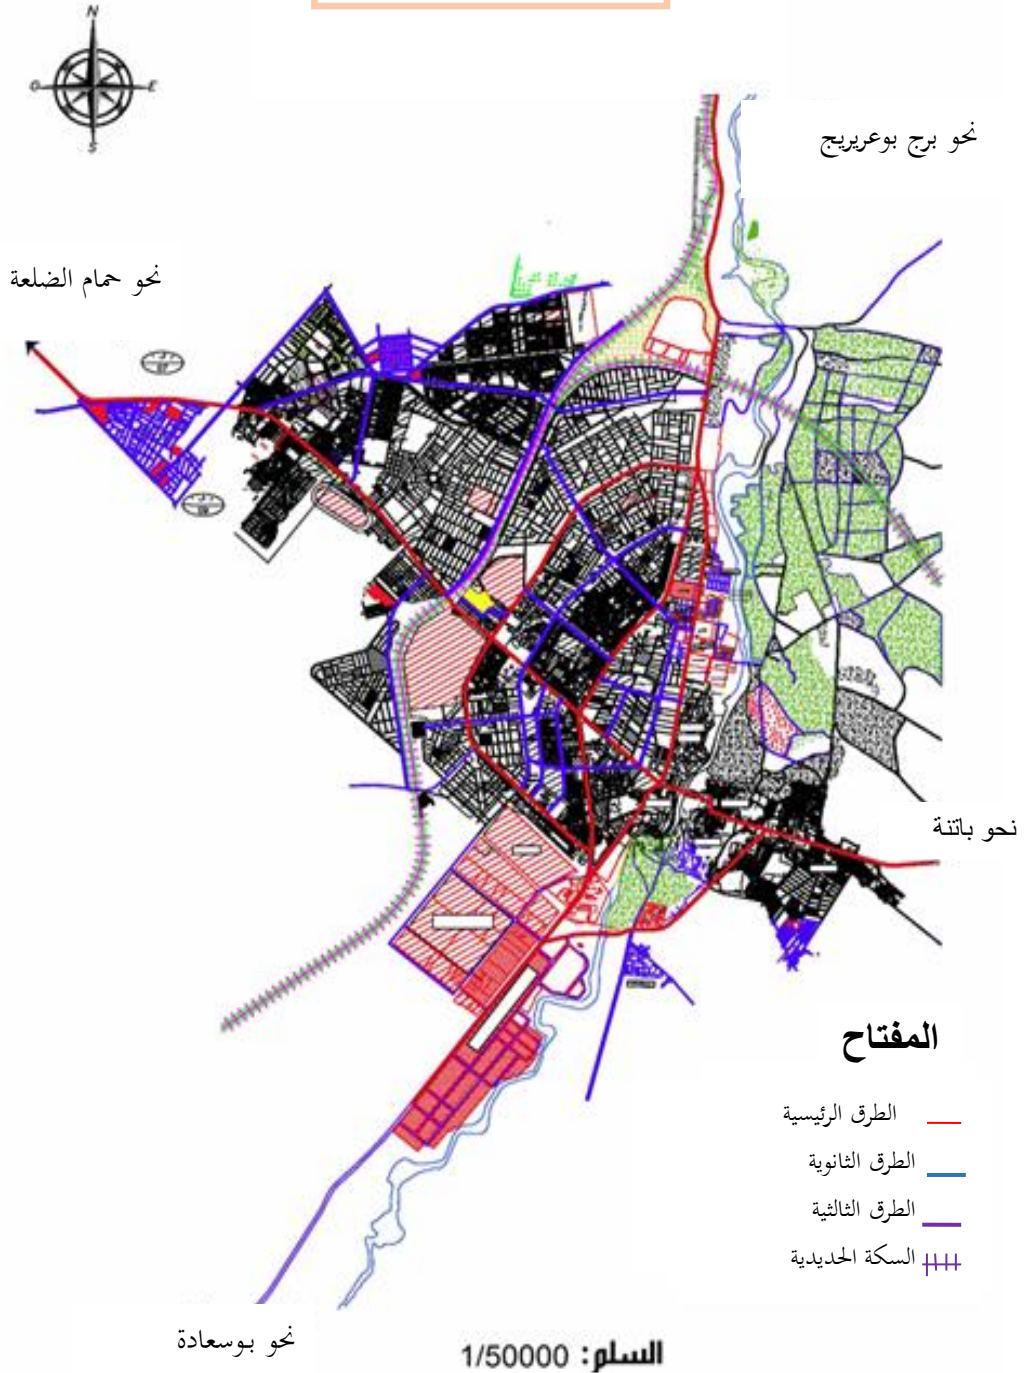 N
O
E
S
نحو برج بوعريريج
نحو حمام الضلعة
نحو باتنة
المفتاح
الطرق الرئيسية
الطرق الثانوية
الطرق الثالثية
السكة الحديدية
نحو بوسعادة
السلم: 1/50000